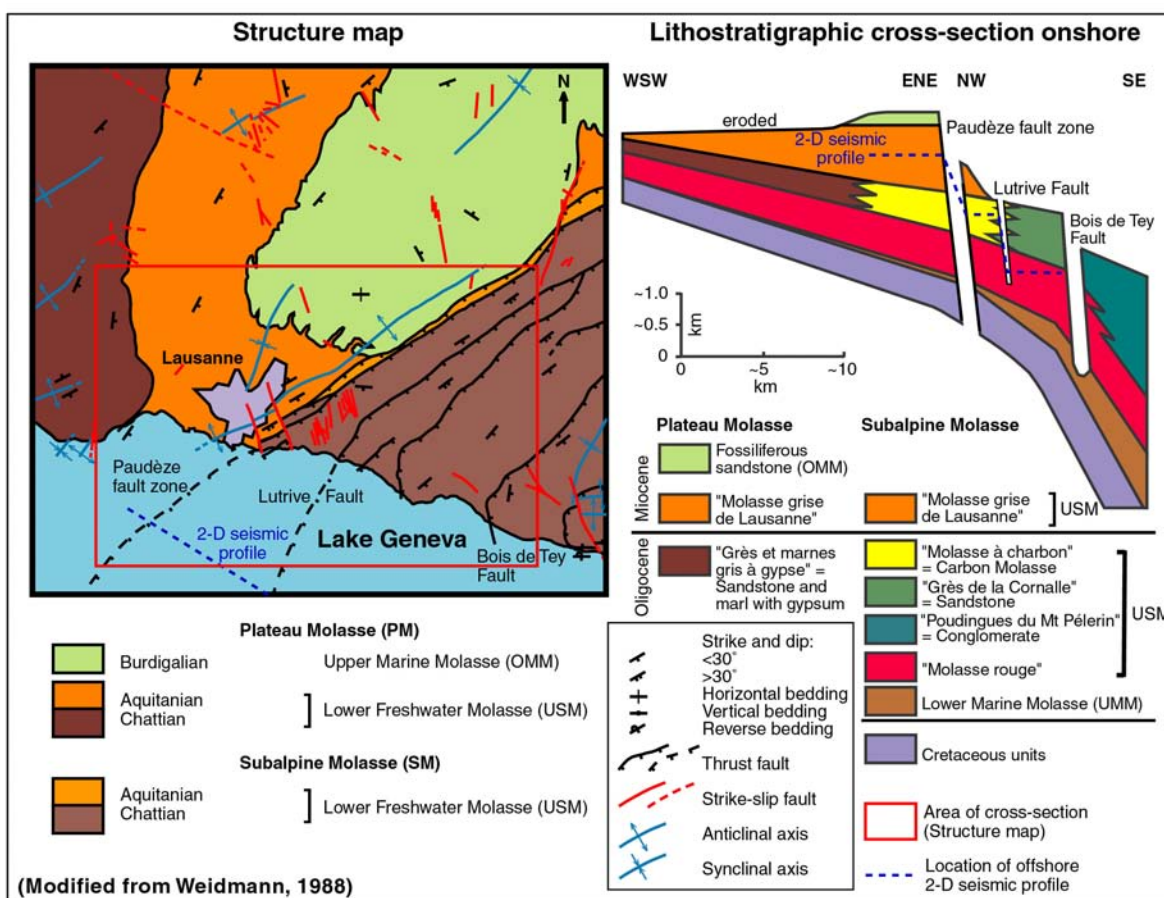 Structure map
N
Lausanne
Paudèze
fault zone
Lutrive Fault
2-D seismic
profile
Lake Geneva
Bois de Tey
Fault
Plateau Molasse (PM)
Burdigalian
Upper Marine Molasse (OMM)
Aquitanian
Chattian
Lower Freshwater Molasse (USM)
Subalpine Molasse (SM)
Aquitanian
Chattian
Lower Freshwater Molasse (USM)
(Modified from Weidmann, 1988)
Lithostratigraphic cross-section onshore
WSW
ENE
NW
SE
eroded
Paudèze fault zone
2-D seismic
profile
Lutrive Fault
Bois de Tey
Fault
~1.0
~0.5
0
km
0
~5
~10
km
Plateau Molasse
Subalpine Molasse
Miocene
Fossiliferous
sandstone (OMM)
"Molasse grise
de Lausanne"
"Molasse grise
de Lausanne"
USM
Oligocene
"Grès et marnes
gris à gypse" =
Sandstone and
marl with gypsum
"Molasse à charbon"
= Carbon Molasse
"Grès de la Cornalle"
= Sandstone
"Poudingues du Mt Pélerin"
= Conglomerate
"Molasse rouge"
USM
Lower Marine Molasse (UMM)
Cretaceous units
Area of cross-section
(Structure map)
Location of offshore
2-D seismic profile
Strike and dip:
<30°
>30°
Horizontal bedding
Vertical bedding
Reverse bedding
Thrust fault
Strike-slip fault
Anticlinal axis
Synclinal axis